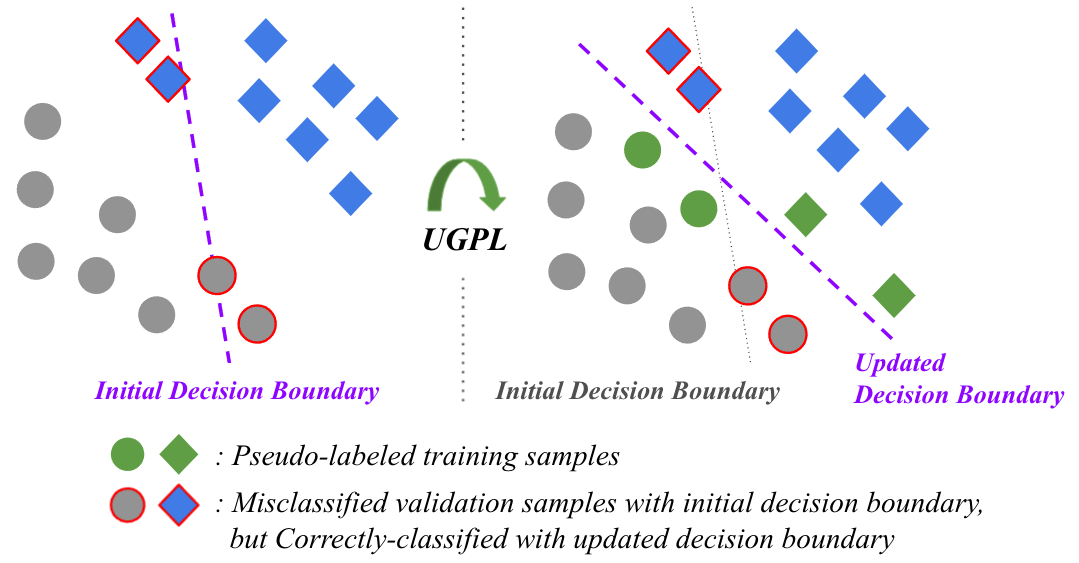 UGPL
Initial Decision Boundary
Initial Decision Boundary
Updated
Decision Boundary
: Pseudo-labeled training samples
: Misclassified validation samples with initial decision boundary,
but Correctly-classified with updated decision boundary